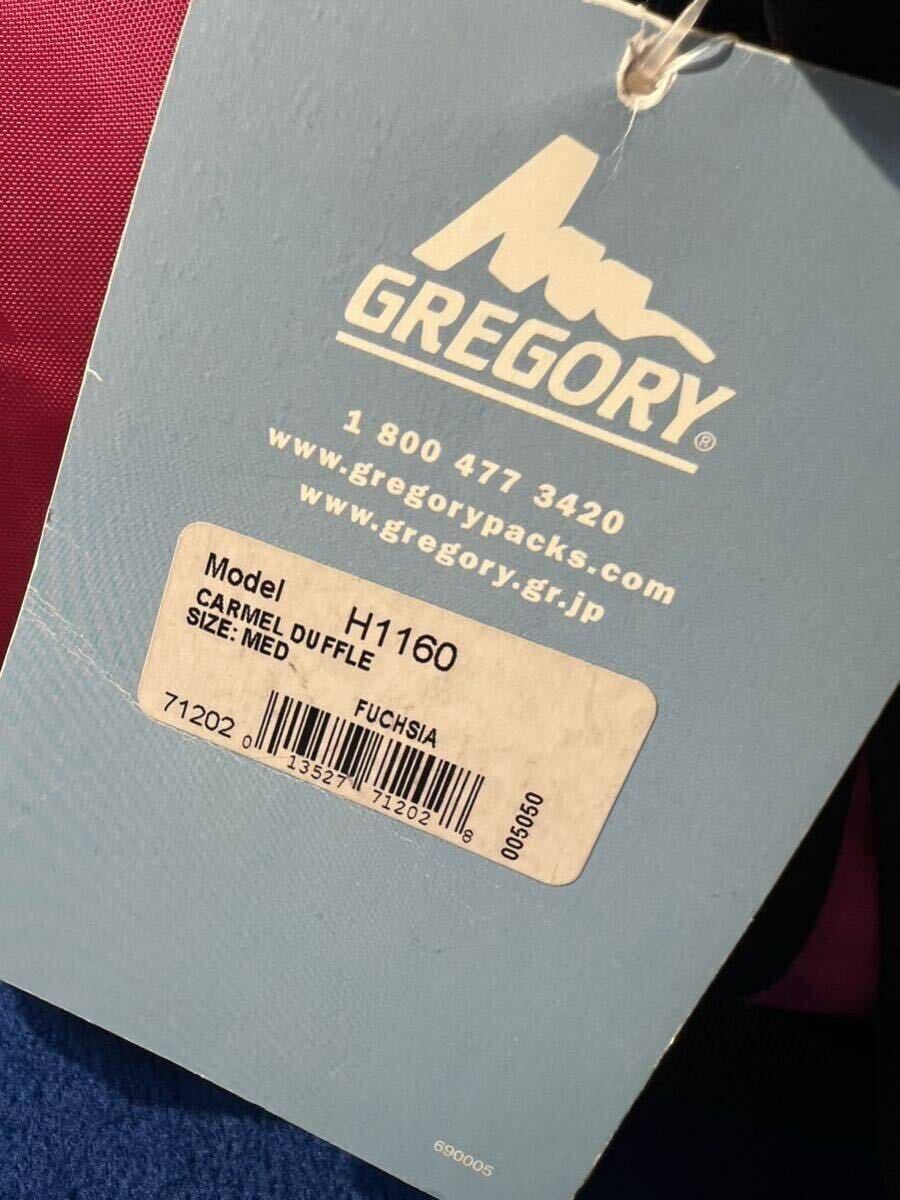 GREGORY®
1 800 477 3420
www.gregorypacks.com
www.gregory.gr.jp
Model H1160
CARMEL DUFFLE
SIZE: MED
FUCHSIA
71202
0 13527 71202 8
005050
690005